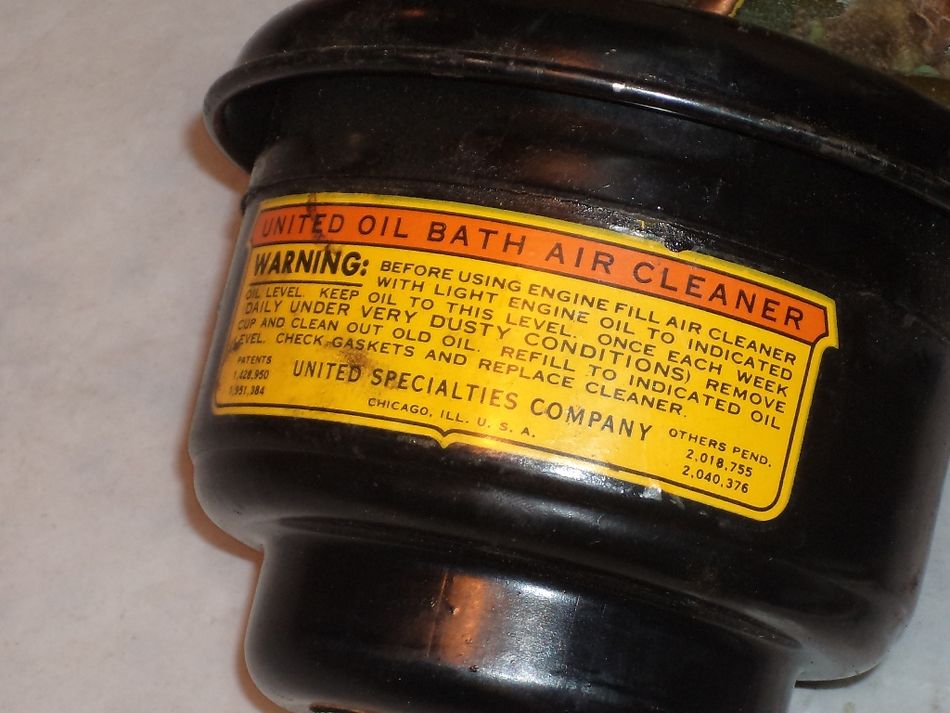 UNITED OIL BATH AIR CLEANER
WARNING: BEFORE USING ENGINE FILL AIR CLEANER
WITH LIGHT ENGINE OIL TO INDICATED
OIL LEVEL. KEEP OIL TO THIS LEVEL. ONCE EACH WEEK
DAILY UNDER VERY DUSTY CONDITIONS) REMOVE
CUP AND CLEAN OUT OLD OIL. REFILL TO INDICATED OIL
LEVEL. CHECK GASKETS AND REPLACE CLEANER.
PATENTS
1,428,950
1,951,384
UNITED SPECIALTIES COMPANY
CHICAGO, ILL. U. S. A.
OTHERS PEND.
2,018,755
2,040,376